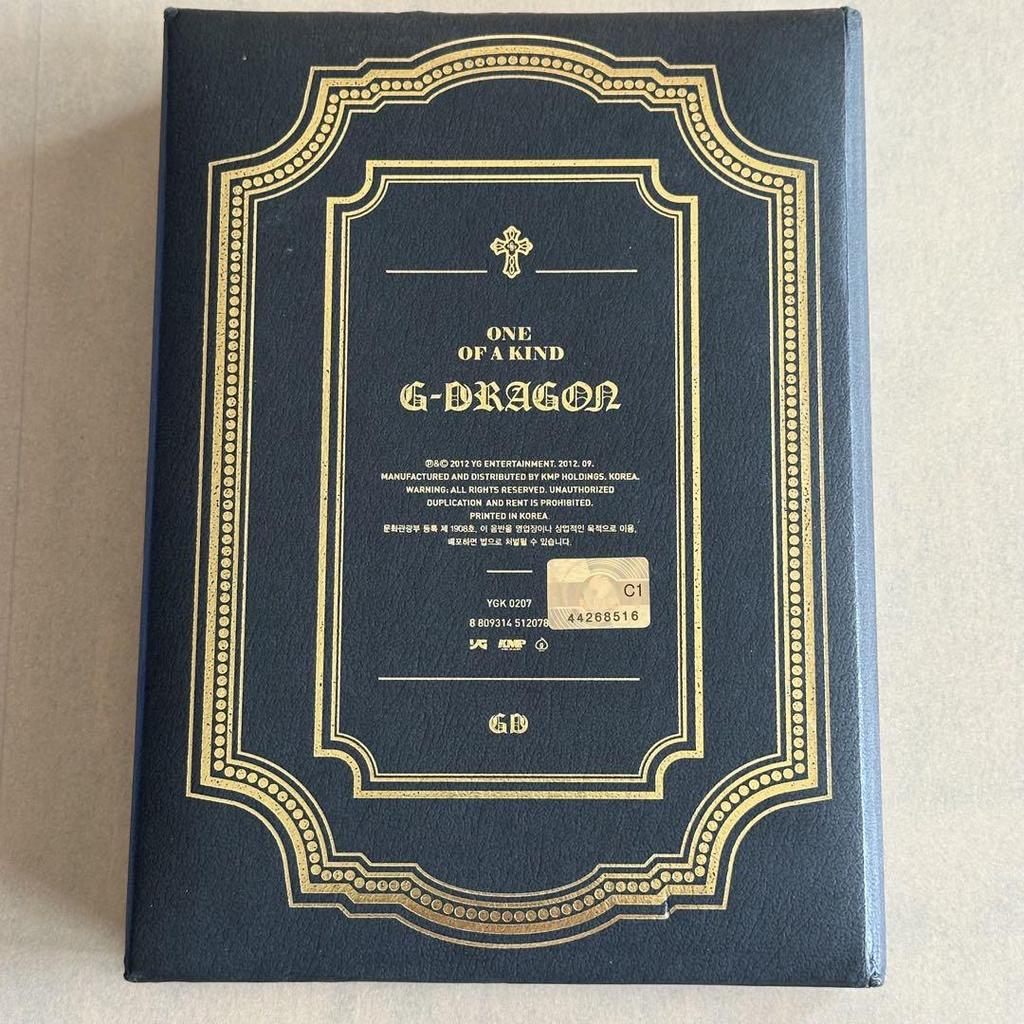 ONE
OF A KIND
G-DRAGON
℗&© 2012 YG ENTERTAINMENT. 2012. 09.
MANUFACTURED AND DISTRIBUTED BY KMP HOLDINGS. KOREA.
WARNING: ALL RIGHTS RESERVED. UNAUTHORIZED
DUPLICATION AND RENT IS PROHIBITED.
PRINTED IN KOREA.
문화관광부 등록 제 1908호. 이 음반을 영업장이나 상업적인 목적으로 이용,
배포하면 법으로 처벌될 수 있습니다.
C1
44268516
YGK 0207
8 809314 512078
YG KMP
GD